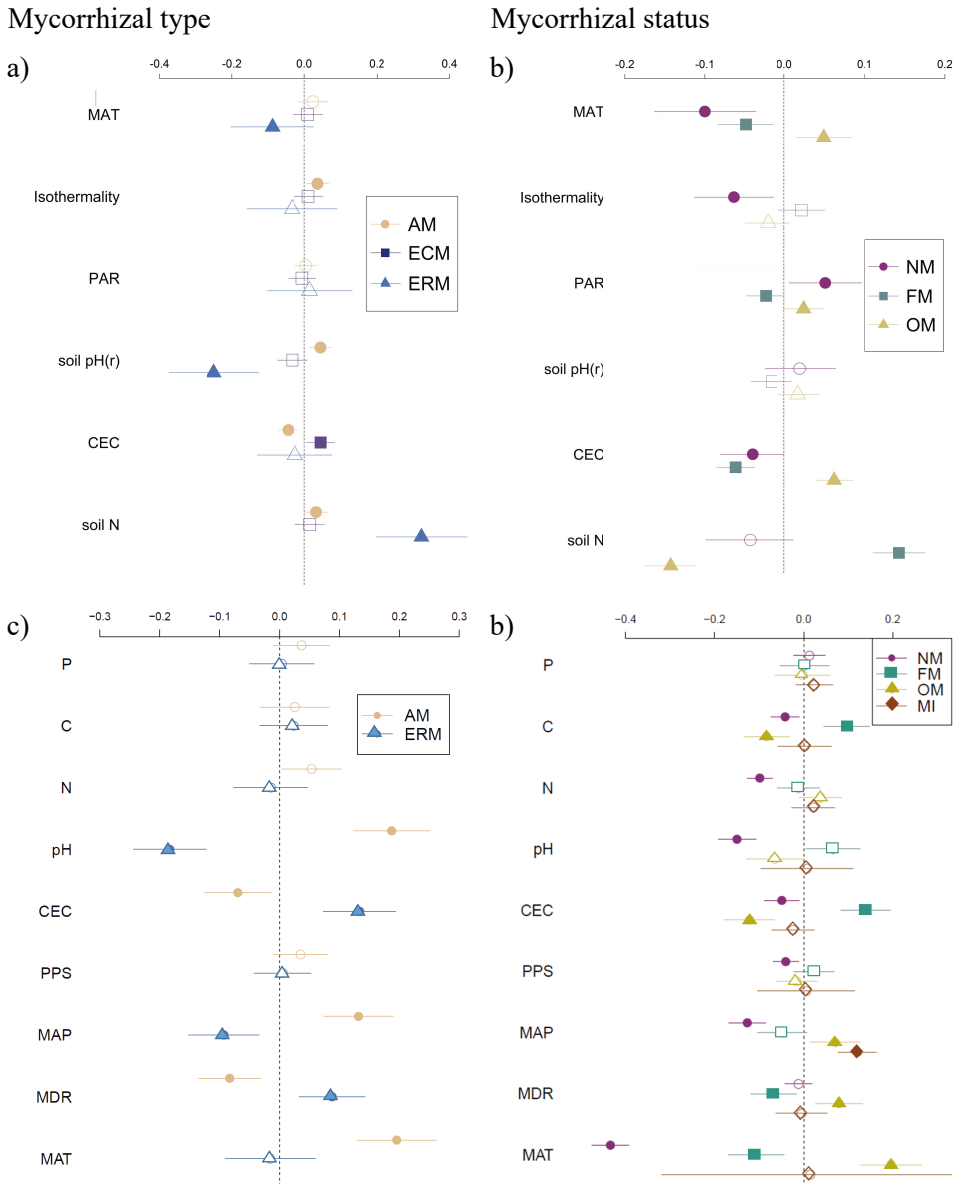 Mycorrhizal type
Mycorrhizal status
a)
-0.4 -0.2 0.0 0.2 0.4
MAT
Isothermality
PAR
soil pH(r)
CEC
soil N
AM
ECM
ERM
b)
-0.2 -0.1 0.0 0.1 0.2
MAT
Isothermality
PAR
soil pH(r)
CEC
soil N
NM
FM
OM
c)
−0.3 −0.2 −0.1 0.0 0.1 0.2 0.3
P
C
N
pH
CEC
PPS
MAP
MDR
MAT
AM
ERM
b)
−0.4 −0.2 0.0 0.2
P
C
N
pH
CEC
PPS
MAP
MDR
MAT
NM
FM
OM
MI